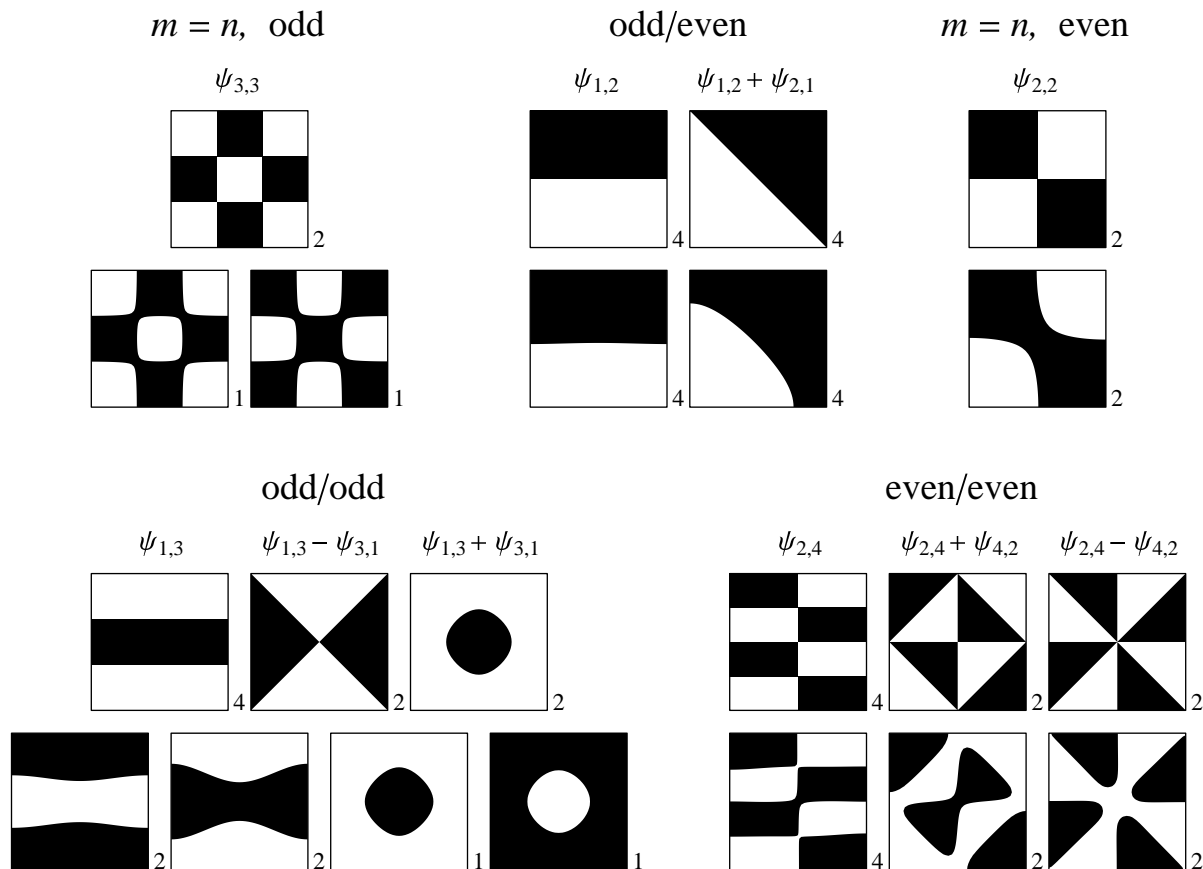 m = n, odd
odd/even
m = n, even
ψ3,3
ψ1,2
ψ1,2 + ψ2,1
ψ2,2
2
4
4
2
1
1
4
4
2
odd/odd
even/even
ψ1,3
ψ1,3 − ψ3,1
ψ1,3 + ψ3,1
ψ2,4
ψ2,4 + ψ4,2
ψ2,4 − ψ4,2
4
2
2
4
2
2
2
2
1
1
4
2
2